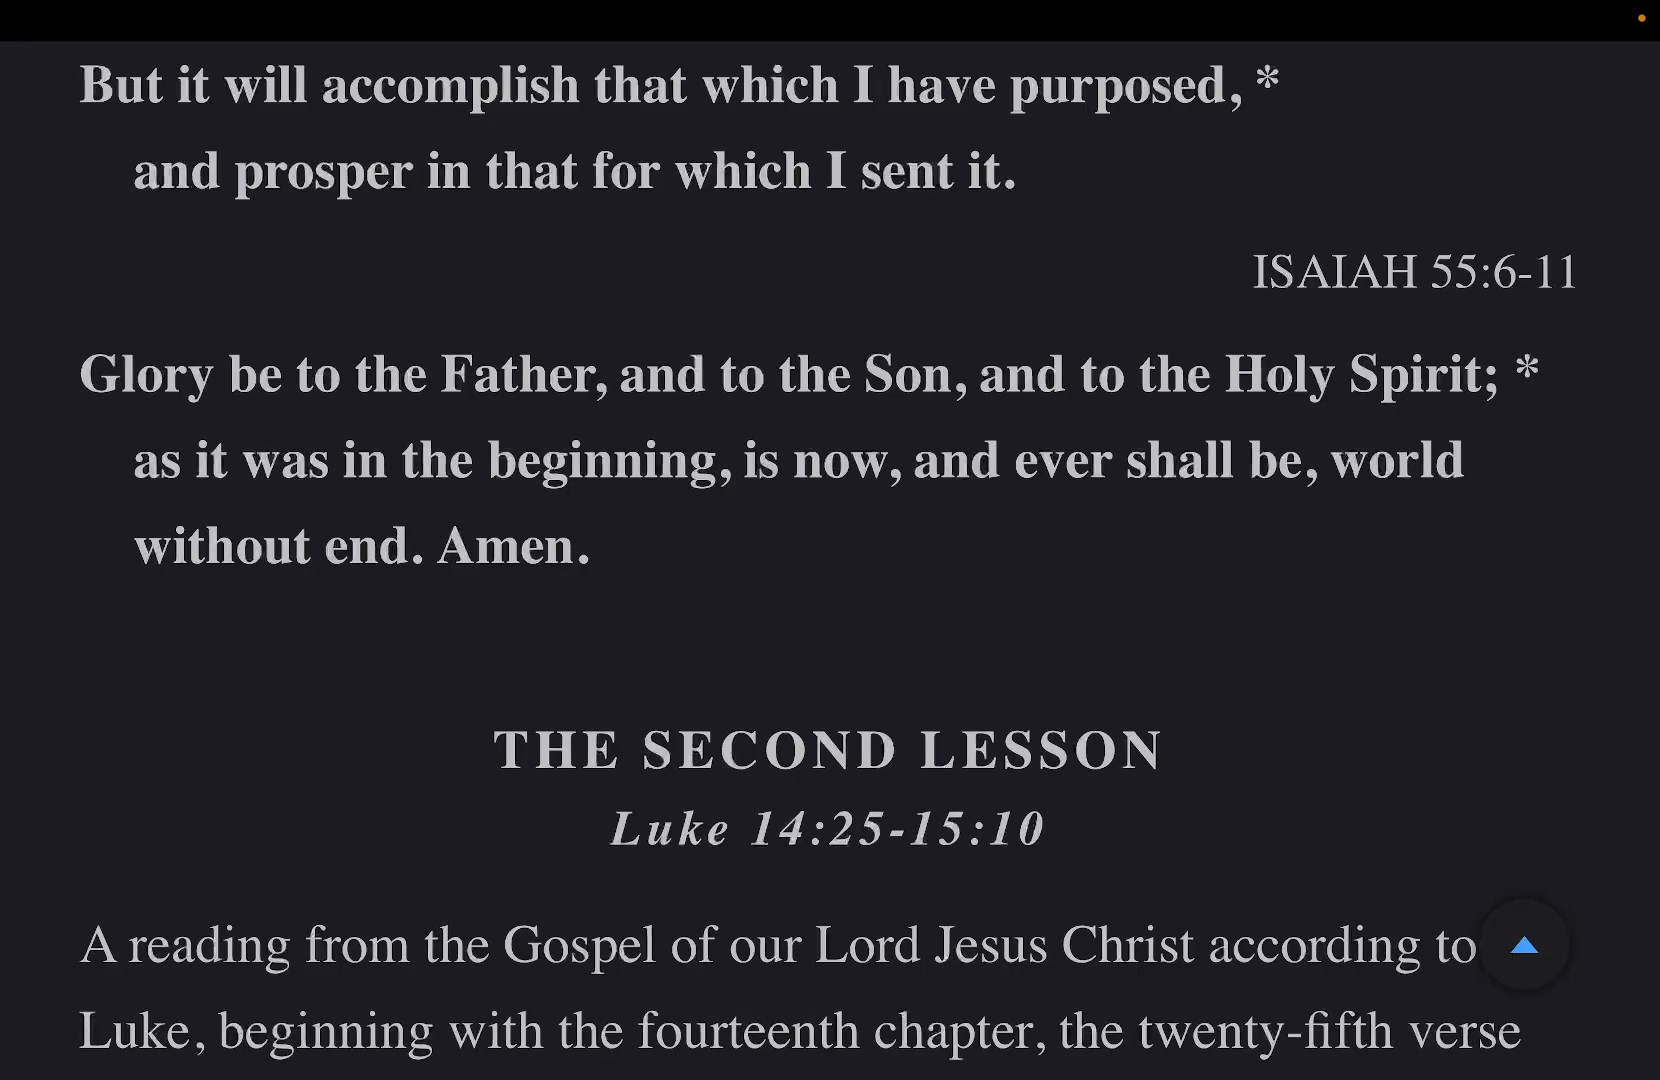 But it will accomplish that which I have purposed, *
and prosper in that for which I sent it.
ISAIAH 55:6-11
Glory be to the Father, and to the Son, and to the Holy Spirit; *
as it was in the beginning, is now, and ever shall be, world
without end. Amen.
THE SECOND LESSON
Luke 14:25-15:10
A reading from the Gospel of our Lord Jesus Christ according to
Luke, beginning with the fourteenth chapter, the twenty-fifth verse